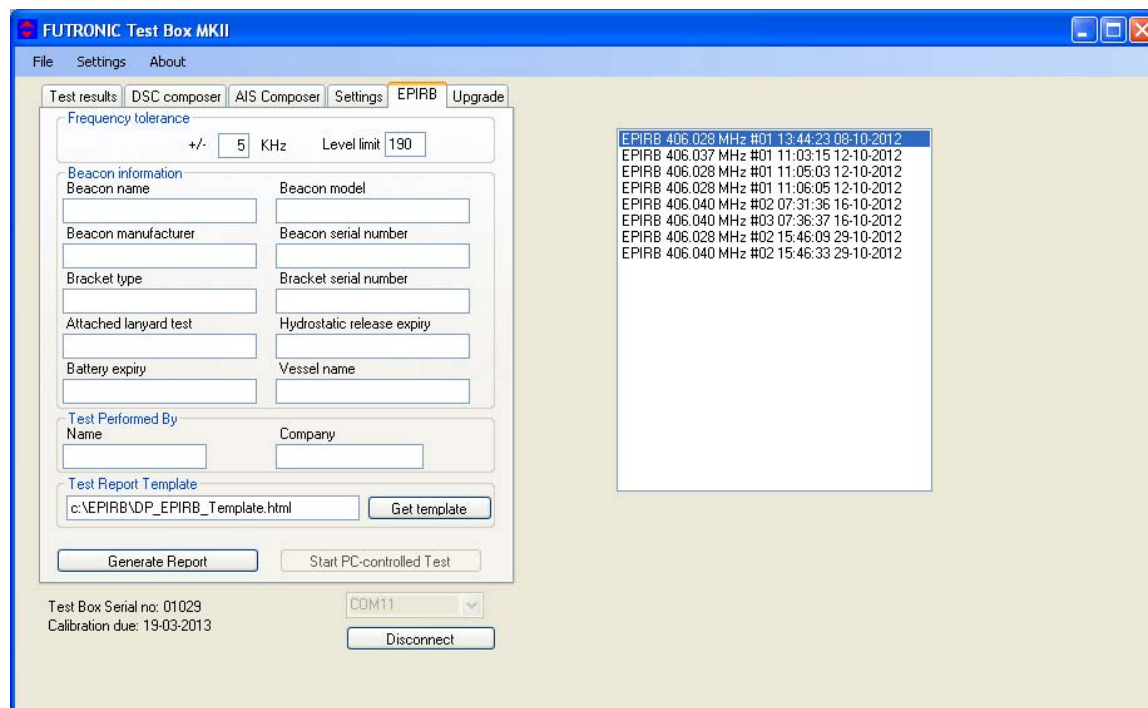 FUTRONIC Test Box MKII
File Settings About
Test results DSC composer AIS Composer Settings EPIRB Upgrade
Frequency tolerance
+/- 5 KHz Level limit 190
Beacon information
Beacon name Beacon model
Beacon manufacturer Beacon serial number
Bracket type Bracket serial number
Attached lanyard test Hydrostatic release expiry
Battery expiry Vessel name
Test Performed By
Name Company
Test Report Template
c:\EPIRB\DP_EPIRB_Template.html Get template
Generate Report Start PC-controlled Test
Test Box Serial no: 01029
Calibration due: 19-03-2013
COM11
Disconnect
EPIRB 406.028 MHz #01 13:44:23 08-10-2012
EPIRB 406.037 MHz #01 11:03:15 12-10-2012
EPIRB 406.028 MHz #01 11:05:03 12-10-2012
EPIRB 406.028 MHz #01 11:06:05 12-10-2012
EPIRB 406.040 MHz #02 07:31:36 16-10-2012
EPIRB 406.040 MHz #03 07:36:37 16-10-2012
EPIRB 406.028 MHz #02 15:46:09 29-10-2012
EPIRB 406.040 MHz #02 15:46:33 29-10-2012